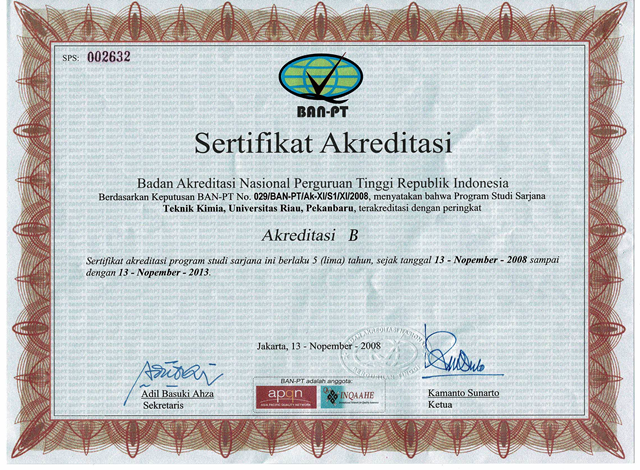 SPS: 002632
BAN-PT
Sertifikat Akreditasi
Badan Akreditasi Nasional Perguruan Tinggi Republik Indonesia
Berdasarkan Keputusan BAN-PT No. 029/BAN-PT/Ak-XI/S1/XI/2008, menyatakan bahwa Program Studi Sarjana
Teknik Kimia, Universitas Riau, Pekanbaru, terakreditasi dengan peringkat
Akreditasi B
Sertifikat akreditasi program studi sarjana ini berlaku 5 (lima) tahun, sejak tanggal 13 - Nopember - 2008 sampai
dengan 13 - Nopember - 2013.
Jakarta, 13 - Nopember - 2008
Adil Basuki Ahza
Sekretaris
BAN-PT adalah anggota:
apqn
ASIA PACIFIC QUALITY NETWORK
INQAAHE
Kamanto Sunarto
Ketua